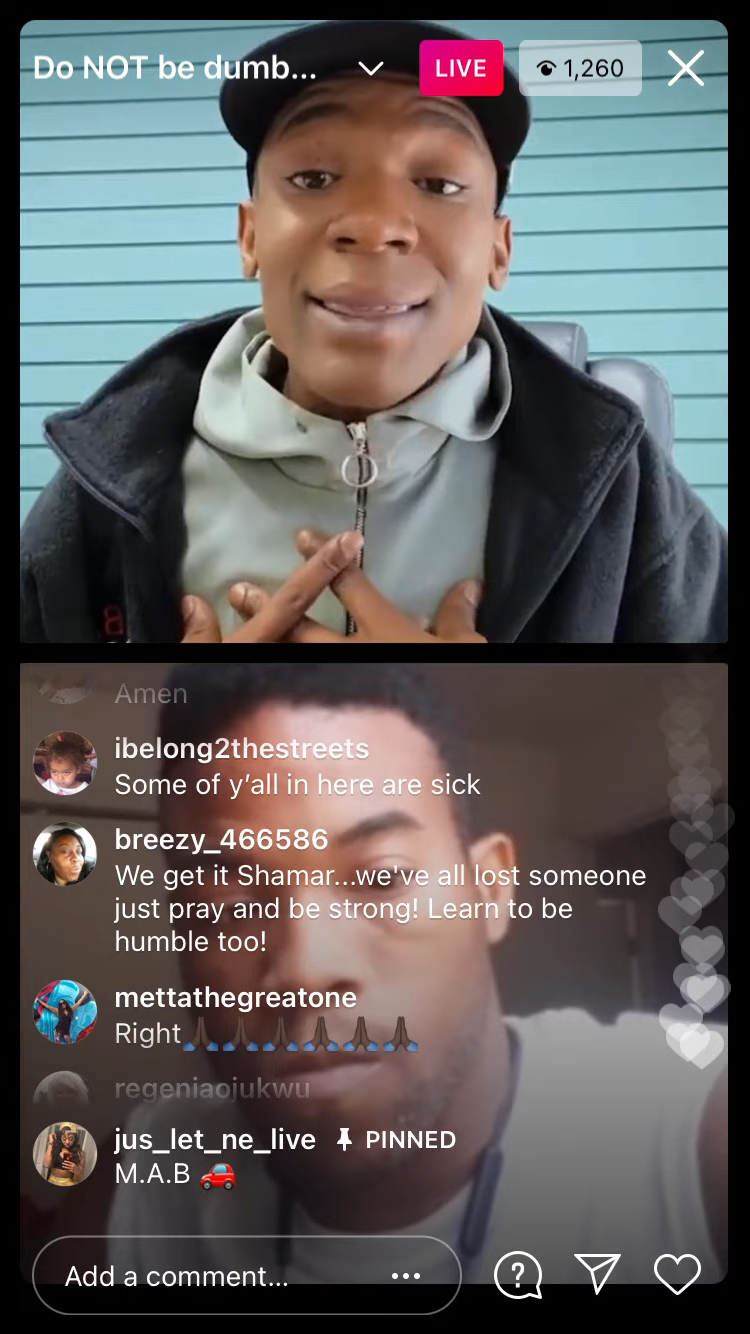 Do NOT be dumb...
LIVE
1,260
Amen
ibelong2thestreets
Some of y'all in here are sick
breezy_466586
We get it Shamar...we've all lost someone
just pray and be strong! Learn to be
humble too!
mettathegreatone
Right🙏🏿🙏🏿🙏🏿🙏🏿🙏🏿🙏🏿
regeniaojukwu
jus_let_ne_live PINNED
M.A.B 🚗
Add a comment...